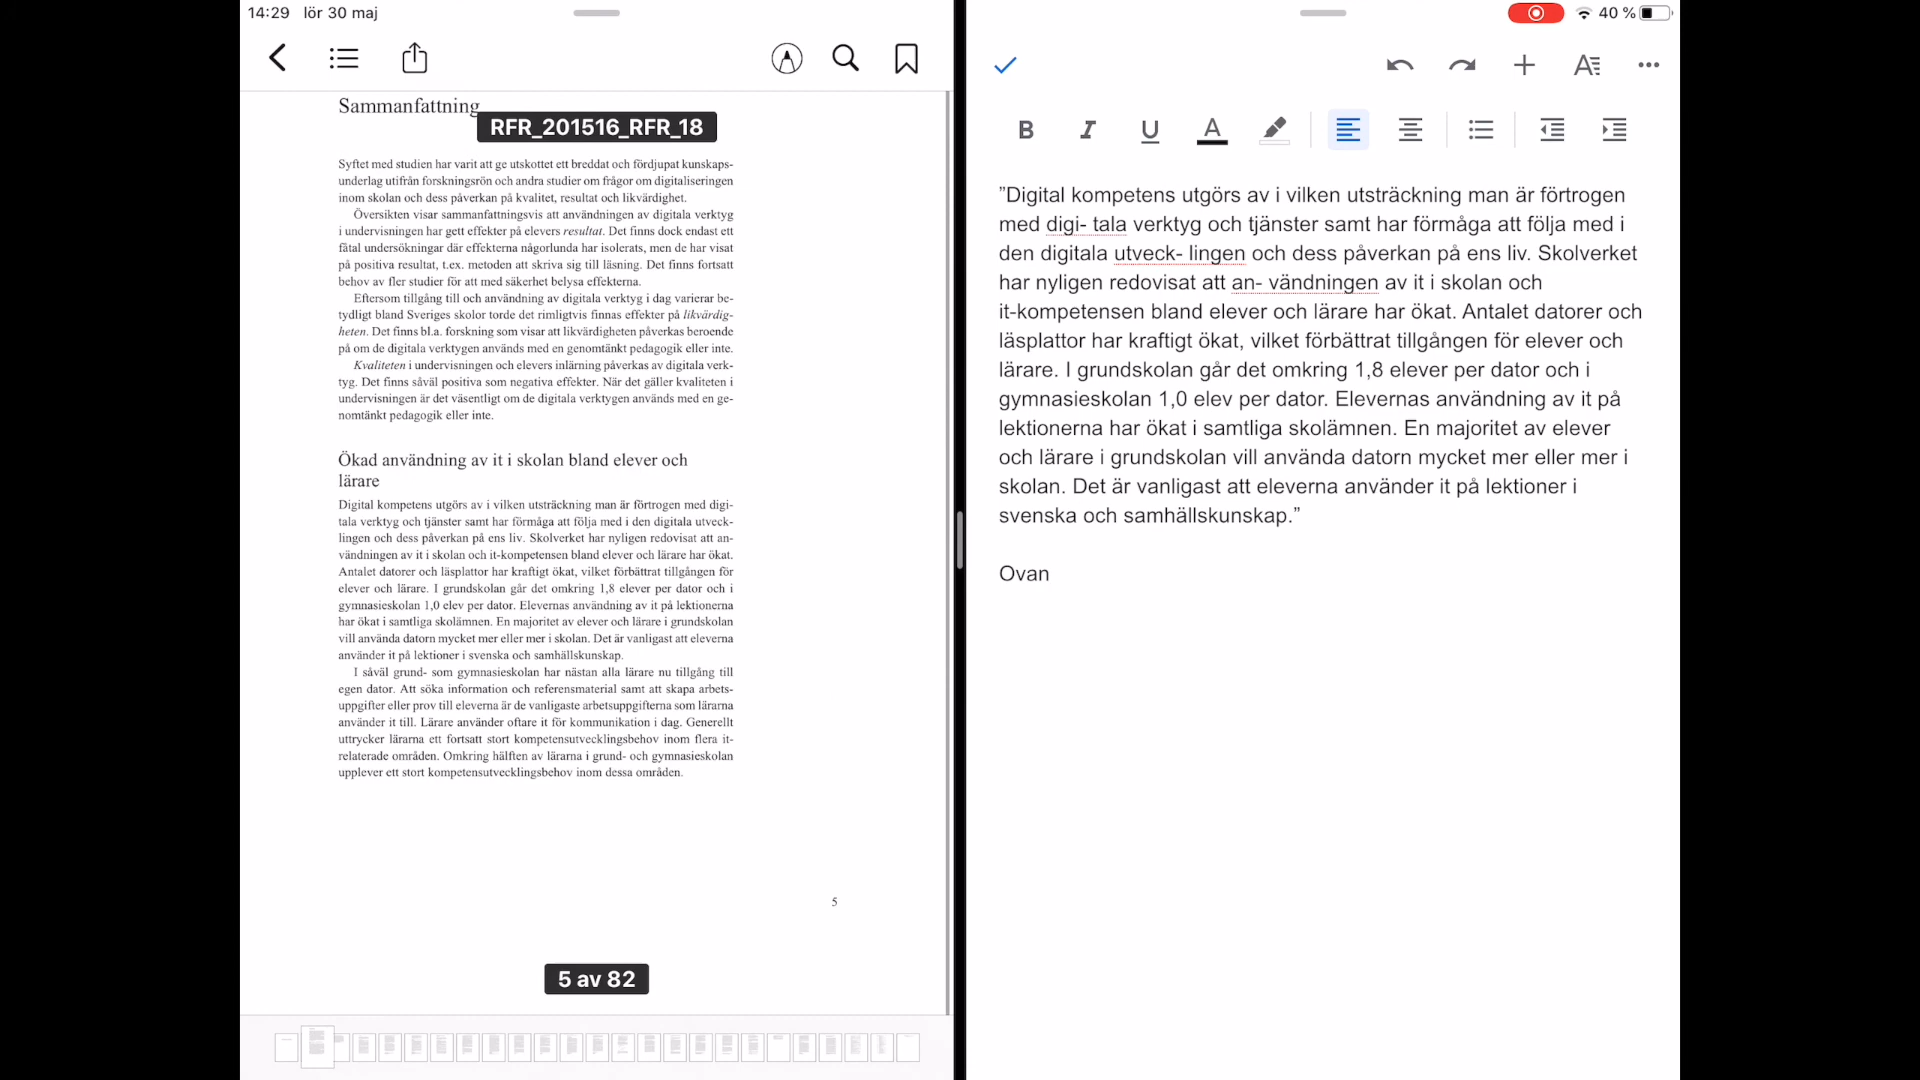 14:29 lör 30 maj
Sammanfattning
RFR_201516_RFR_18
Syftet med studien har varit att ge utskottet ett breddat och fördjupat kunskaps-
underlag utifrån forskningsrön och andra studier om frågor om digitaliseringen
inom skolan och dess påverkan på kvalitet, resultat och likvärdighet.
Översikten visar sammanfattningsvis att användningen av digitala verktyg
i undervisningen har gett effekter på elevers resultat. Det finns dock endast ett
fåtal undersökningar där effekterna någorlunda har isolerats, men de har visat
på positiva resultat, t.ex. metoden att skriva sig till läsning. Det finns fortsatt
behov av fler studier för att med säkerhet belysa effekterna.
Eftersom tillgång till och användning av digitala verktyg i dag varierar be-
tydligt bland Sveriges skolor torde det rimligtvis finnas effekter på likvärdig-
heten. Det finns bl.a. forskning som visar att likvärdigheten påverkas beroende
på om de digitala verktygen används med en genomtänkt pedagogik eller inte.
Kvaliteten i undervisningen och elevers inlärning påverkas av digitala verk-
tyg. Det finns såväl positiva som negativa effekter. När det gäller kvaliteten i
undervisningen är det väsentligt om de digitala verktygen används med en ge-
nomtänkt pedagogik eller inte.
Ökad användning av it i skolan bland elever och
lärare
Digital kompetens utgörs av i vilken utsträckning man är förtrogen med digi-
tala verktyg och tjänster samt har förmåga att följa med i den digitala utveck-
lingen och dess påverkan på ens liv. Skolverket har nyligen redovisat att an-
vändningen av it i skolan och it-kompetensen bland elever och lärare har ökat.
Antalet datorer och läsplattor har kraftigt ökat, vilket förbättrat tillgången för
elever och lärare. I grundskolan går det omkring 1,8 elever per dator och i
gymnasieskolan 1,0 elev per dator. Elevernas användning av it på lektionerna
har ökat i samtliga skolämnen. En majoritet av elever och lärare i grundskolan
vill använda datorn mycket mer eller mer i skolan. Det är vanligast att eleverna
använder it på lektioner i svenska och samhällskunskap.
I såväl grund- som gymnasieskolan har nästan alla lärare nu tillgång till
egen dator. Att söka information och referensmaterial samt att skapa arbets-
uppgifter eller prov till eleverna är de vanligaste arbetsuppgifterna som lärarna
använder it till. Lärare använder oftare it för kommunikation i dag. Generellt
uttrycker lärarna ett fortsatt stort kompetensutvecklingsbehov inom flera it-
relaterade områden. Omkring hälften av lärarna i grund- och gymnasieskolan
upplever ett stort kompetensutvecklingsbehov inom dessa områden.
5
5 av 82
40 %
B I U A
”Digital kompetens utgörs av i vilken utsträckning man är förtrogen
med digi- tala verktyg och tjänster samt har förmåga att följa med i
den digitala utveck- lingen och dess påverkan på ens liv. Skolverket
har nyligen redovisat att an- vändningen av it i skolan och
it-kompetensen bland elever och lärare har ökat. Antalet datorer och
läsplattor har kraftigt ökat, vilket förbättrat tillgången för elever och
lärare. I grundskolan går det omkring 1,8 elever per dator och i
gymnasieskolan 1,0 elev per dator. Elevernas användning av it på
lektionerna har ökat i samtliga skolämnen. En majoritet av elever
och lärare i grundskolan vill använda datorn mycket mer eller mer i
skolan. Det är vanligast att eleverna använder it på lektioner i
svenska och samhällskunskap.”
Ovan